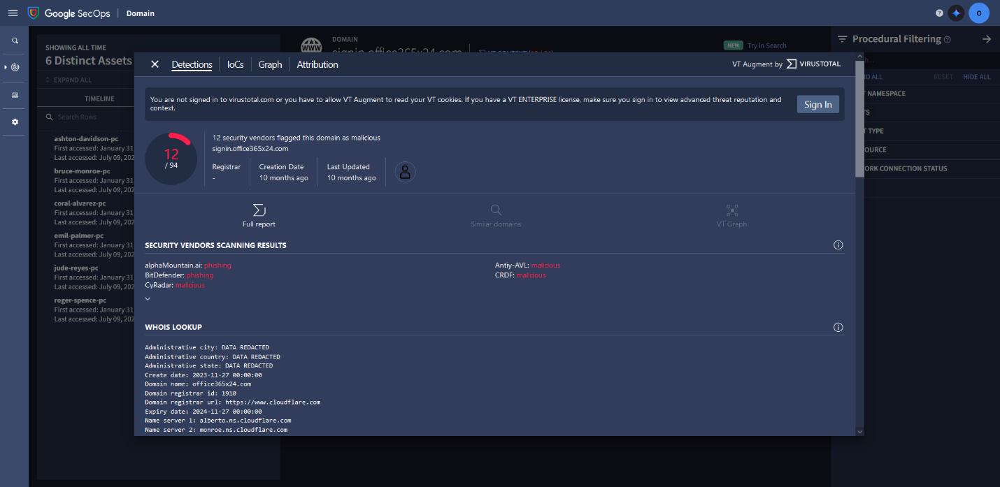 Google SecOps
Domain
O
SHOWING ALL TIME
6 Distinct Assets
EXPAND ALL
TIMELINE
Search Rows
ashton-davidson-pc
First accessed: January 31
Last accessed: July 09, 202
bruce-monroe-pc
First accessed: January 31
Last accessed: July 09, 202
coral-alvarez-pc
First accessed: January 31
Last accessed: July 09, 202
emil-palmer-pc
First accessed: January 31
Last accessed: July 09, 202
jude-reyes-pc
First accessed: January 31
Last accessed: July 09, 202
roger-spence-pc
First accessed: January 31
Last accessed: July 09, 202
WWW
DOMAIN
signin.office365x24.com
NEW Try in Search
Procedural Filtering
RESET HIDE ALL
NAMESPACE
TYPE
CONNECTION STATUS
Detections
IoCs
Graph
Attribution
VT Augment by VIRUSTOTAL
You are not signed in to virustotal.com or you have to allow VT Augment to read your VT cookies. If you have a VT ENTERPRISE license, make sure you sign in to view advanced threat reputation and
context.
Sign In
12
/ 94
12 security vendors flagged this domain as malicious
signin.office365x24.com
Registrar
-
Creation Date
10 months ago
Last Updated
10 months ago
Full report
Similar domains
VT Graph
SECURITY VENDORS SCANNING RESULTS
alphaMountain.ai: phishing
BitDefender: phishing
CyRadar: malicious
Antiy-AVL: malicious
CRDF: malicious
WHOIS LOOKUP
Administrative city: DATA REDACTED
Administrative country: DATA REDACTED
Administrative state: DATA REDACTED
Create date: 2023-11-27 00:00:00
Domain name: office365x24.com
Domain registrar id: 1910
Domain registrar url: https://www.cloudflare.com
Expiry date: 2024-11-27 00:00:00
Name server 1: alberto.ns.cloudflare.com
Name server 2: monroe.ns.cloudflare.com